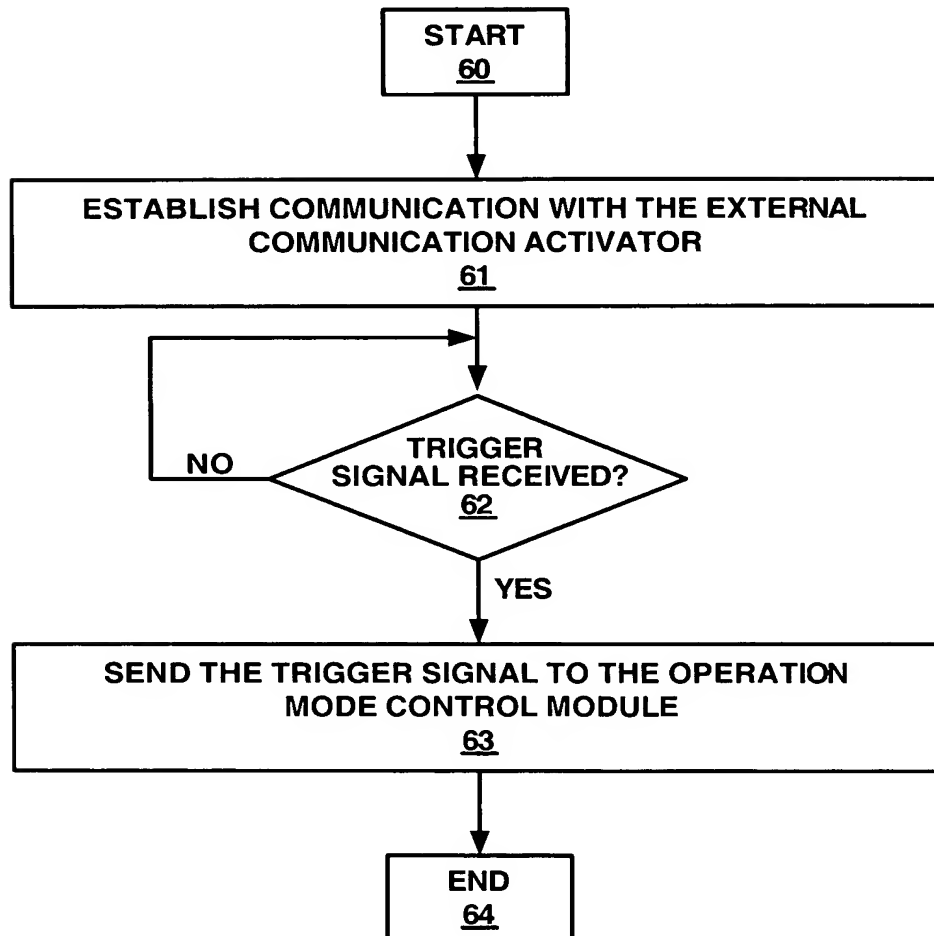 START
60
ESTABLISH COMMUNICATION WITH THE EXTERNAL
COMMUNICATION ACTIVATOR
61
TRIGGER
SIGNAL RECEIVED?
62
NO
YES
SEND THE TRIGGER SIGNAL TO THE OPERATION
MODE CONTROL MODULE
63
END
64